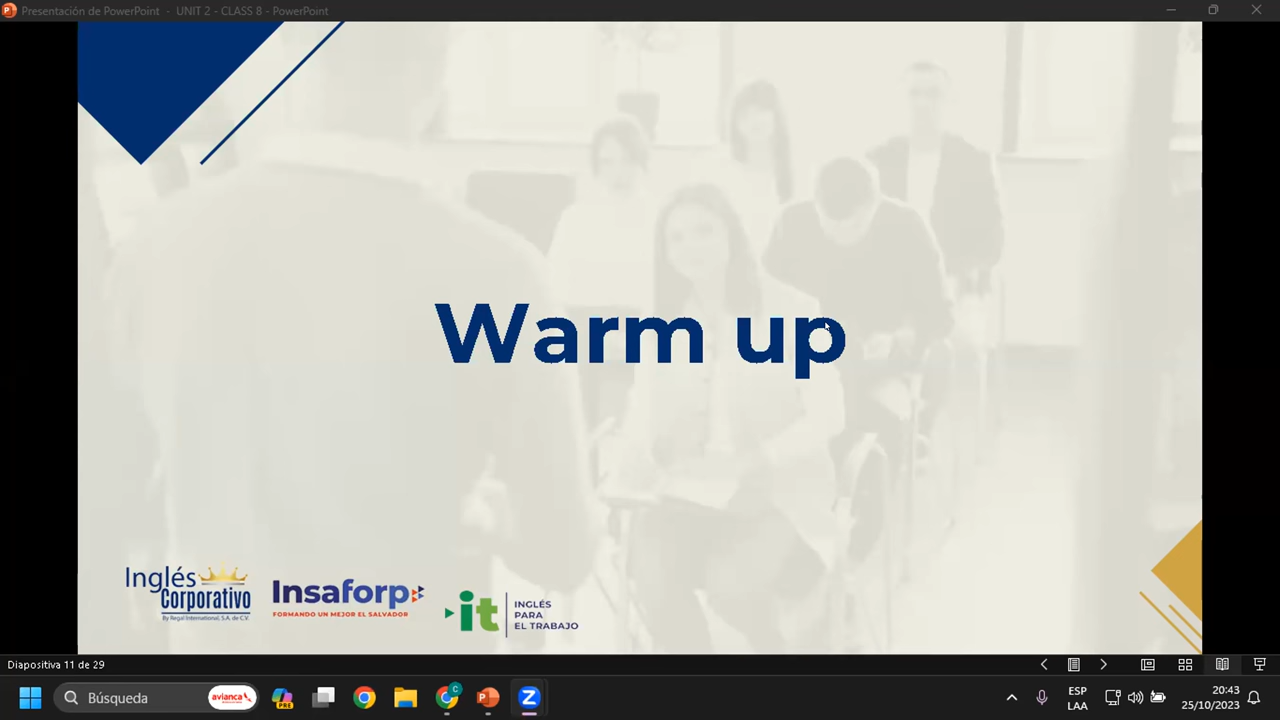 Presentación de PowerPoint - UNIT 2 - CLASS 8 - PowerPoint
Warm up
Inglés
Corporativo
By Regal International, S.A. de C.V.
Insaforp
FORMANDO UN MEJOR EL SALVADOR
it
INGLÉS
PARA
EL TRABAJO
Diapositiva 11 de 29
Búsqueda
avianca
PRE
C
ESP
LAA
20:43
25/10/2023